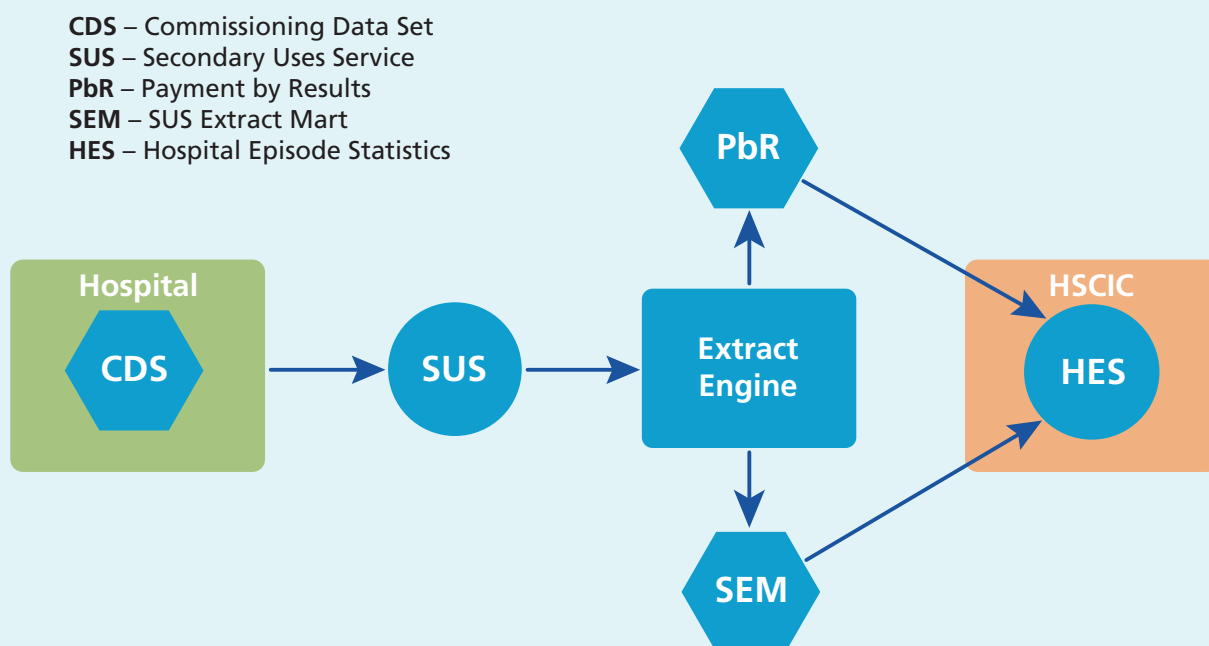 CDS – Commissioning Data Set
SUS – Secondary Uses Service
PbR – Payment by Results
SEM – SUS Extract Mart
HES – Hospital Episode Statistics
PbR
Hospital
HSCIC
CDS
SUS
Extract
Engine
HES
SEM